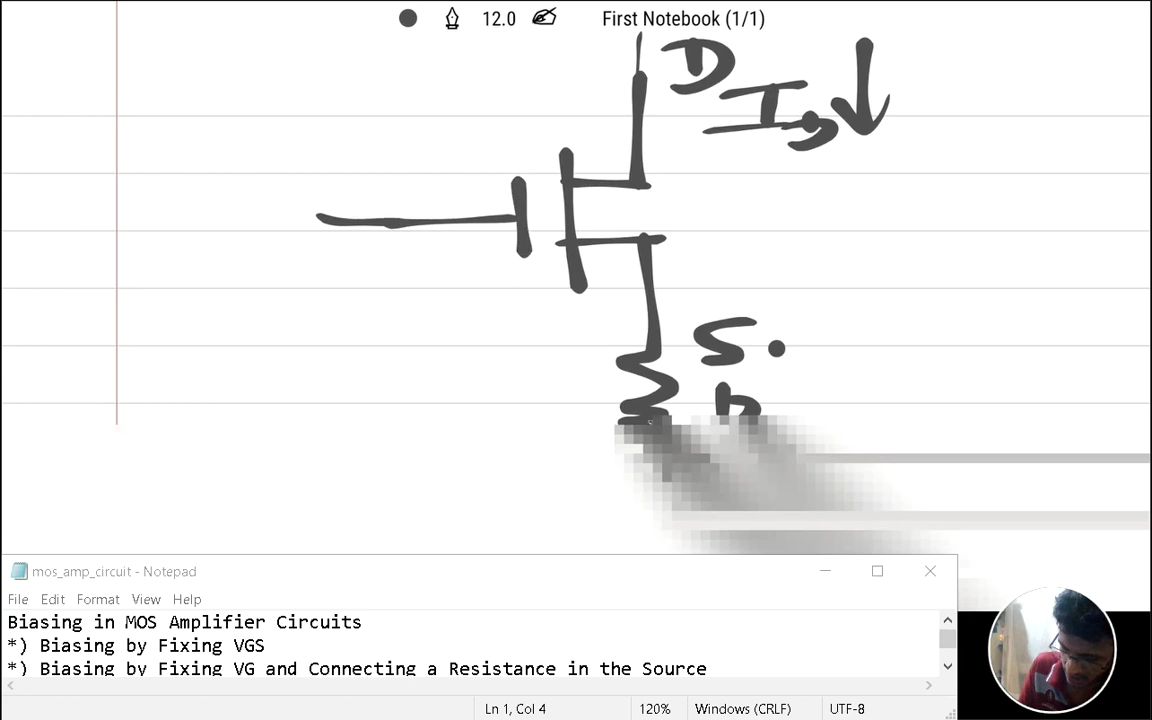 12.0 First Notebook (1/1)
D
I_D ↓
S.
mos_amp_circuit - Notepad
File Edit Format View Help
Biasing in MOS Amplifier Circuits
*) Biasing by Fixing VGS
*) Biasing by Fixing VG and Connecting a Resistance in the Source
Ln 1, Col 4 120% Windows (CRLF) UTF-8